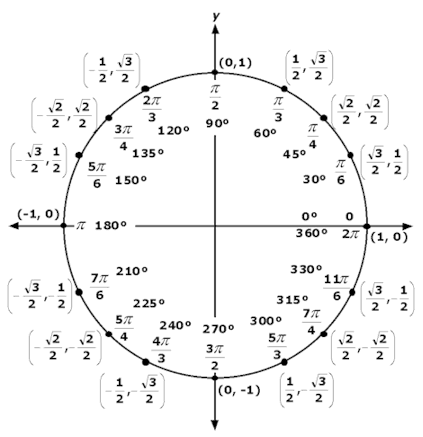 y
(-1/2, √3/2)
(0,1)
(1/2, √3/2)
(-√2/2, √2/2)
2π/3
π/2
π/3
(√2/2, √2/2)
3π/4
120°
90°
60°
π/4
(-√3/2, 1/2)
135°
45°
(√3/2, 1/2)
5π/6
150°
30°
π/6
(-1, 0)
π 180°
0° 0
360° 2π
(1, 0)
(-√3/2, -1/2)
7π/6
210°
330°
11π/6
(√3/2, -1/2)
225°
315°
(-√2/2, -√2/2)
5π/4
240°
270°
300°
7π/4
(√2/2, -√2/2)
4π/3
3π/2
5π/3
(-1/2, -√3/2)
(0, -1)
(1/2, -√3/2)